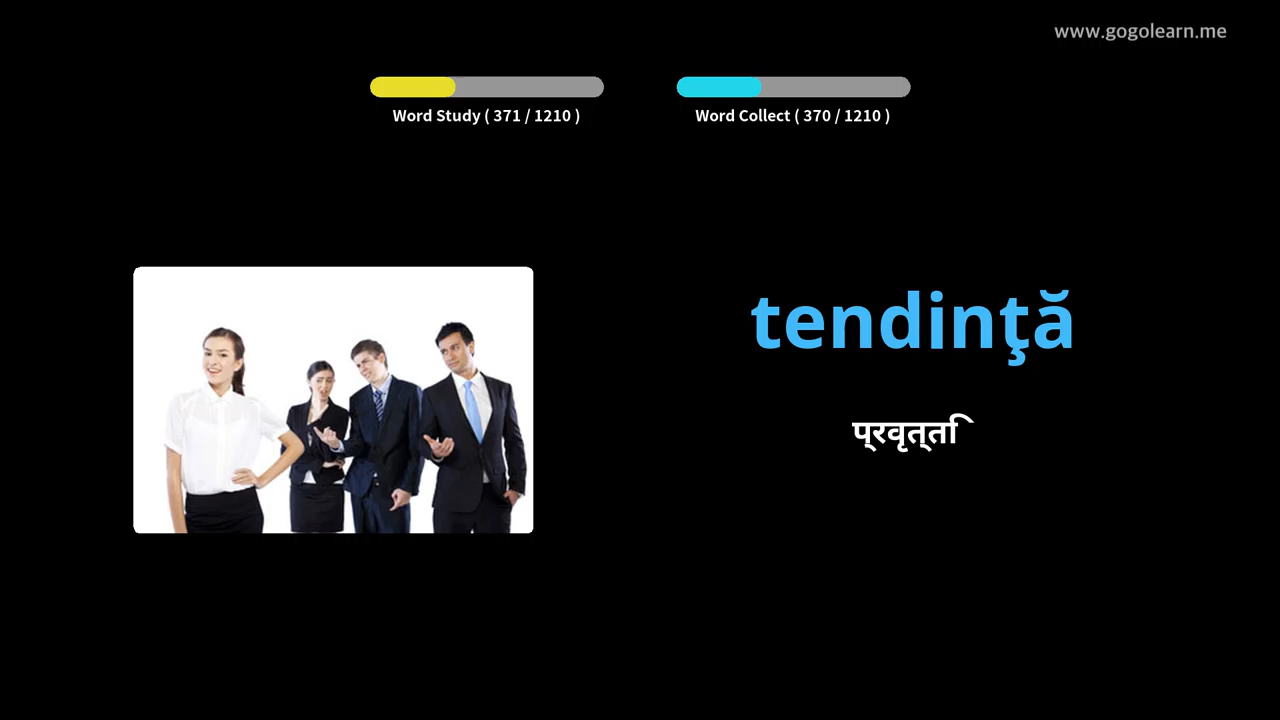 www.gogolearn.me
Word Study ( 371 / 1210 )
Word Collect ( 370 / 1210 )
tendinţă
प्रवृत्ति